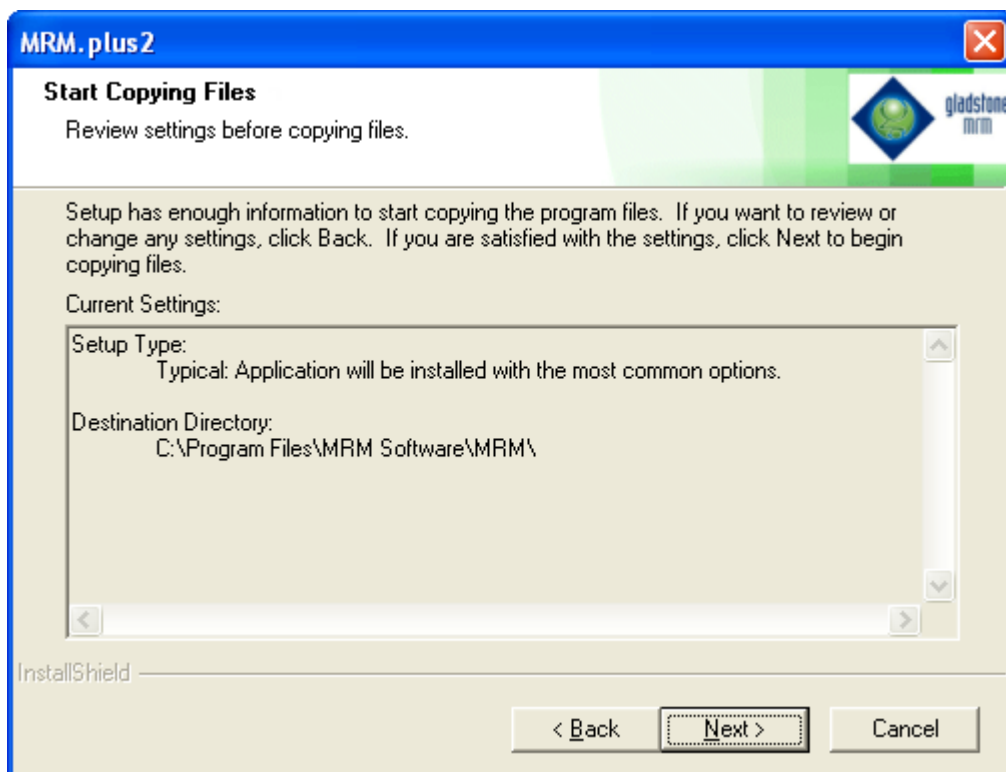 MRM.plus2
Start Copying Files
Review settings before copying files.
gladstone
mrm
Setup has enough information to start copying the program files.  If you want to review or
change any settings, click Back.  If you are satisfied with the settings, click Next to begin
copying files.
Current Settings:
Setup Type:
Typical: Application will be installed with the most common options.
Destination Directory:
C:\Program Files\MRM Software\MRM\
InstallShield
< Back
Next >
Cancel